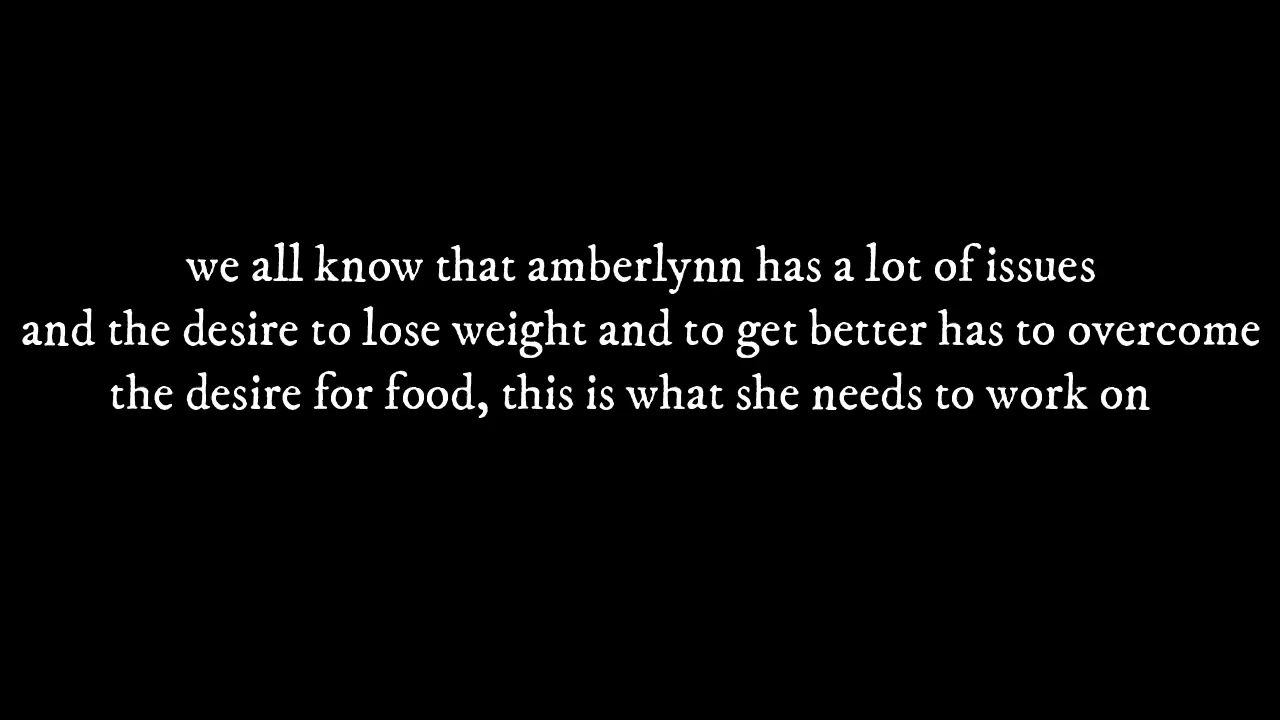 we all know that amberlynn has a lot of issues
and the desire to lose weight and to get better has to overcome
the desire for food, this is what she needs to work on